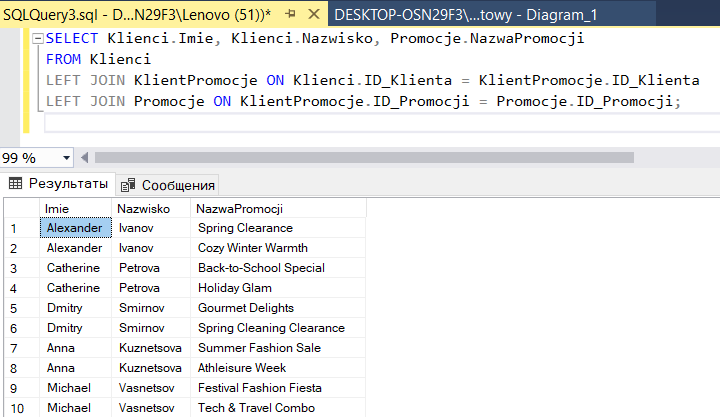 SQLQuery3.sql - D...N29F3\Lenovo (51))* DESKTOP-OSN29F3\...towy - Diagram_1
SELECT Klienci.Imie, Klienci.Nazwisko, Promocje.NazwaPromocji
FROM Klienci
LEFT JOIN KlientPromocje ON Klienci.ID_Klienta = KlientPromocje.ID_Klienta
LEFT JOIN Promocje ON KlientPromocje.ID_Promocji = Promocje.ID_Promocji;
99 %
Результаты Сообщения
Imie Nazwisko NazwaPromocji
1 Alexander Ivanov Spring Clearance
2 Alexander Ivanov Cozy Winter Warmth
3 Catherine Petrova Back-to-School Special
4 Catherine Petrova Holiday Glam
5 Dmitry Smirnov Gourmet Delights
6 Dmitry Smirnov Spring Cleaning Clearance
7 Anna Kuznetsova Summer Fashion Sale
8 Anna Kuznetsova Athleisure Week
9 Michael Vasnetsov Festival Fashion Fiesta
10 Michael Vasnetsov Tech & Travel Combo